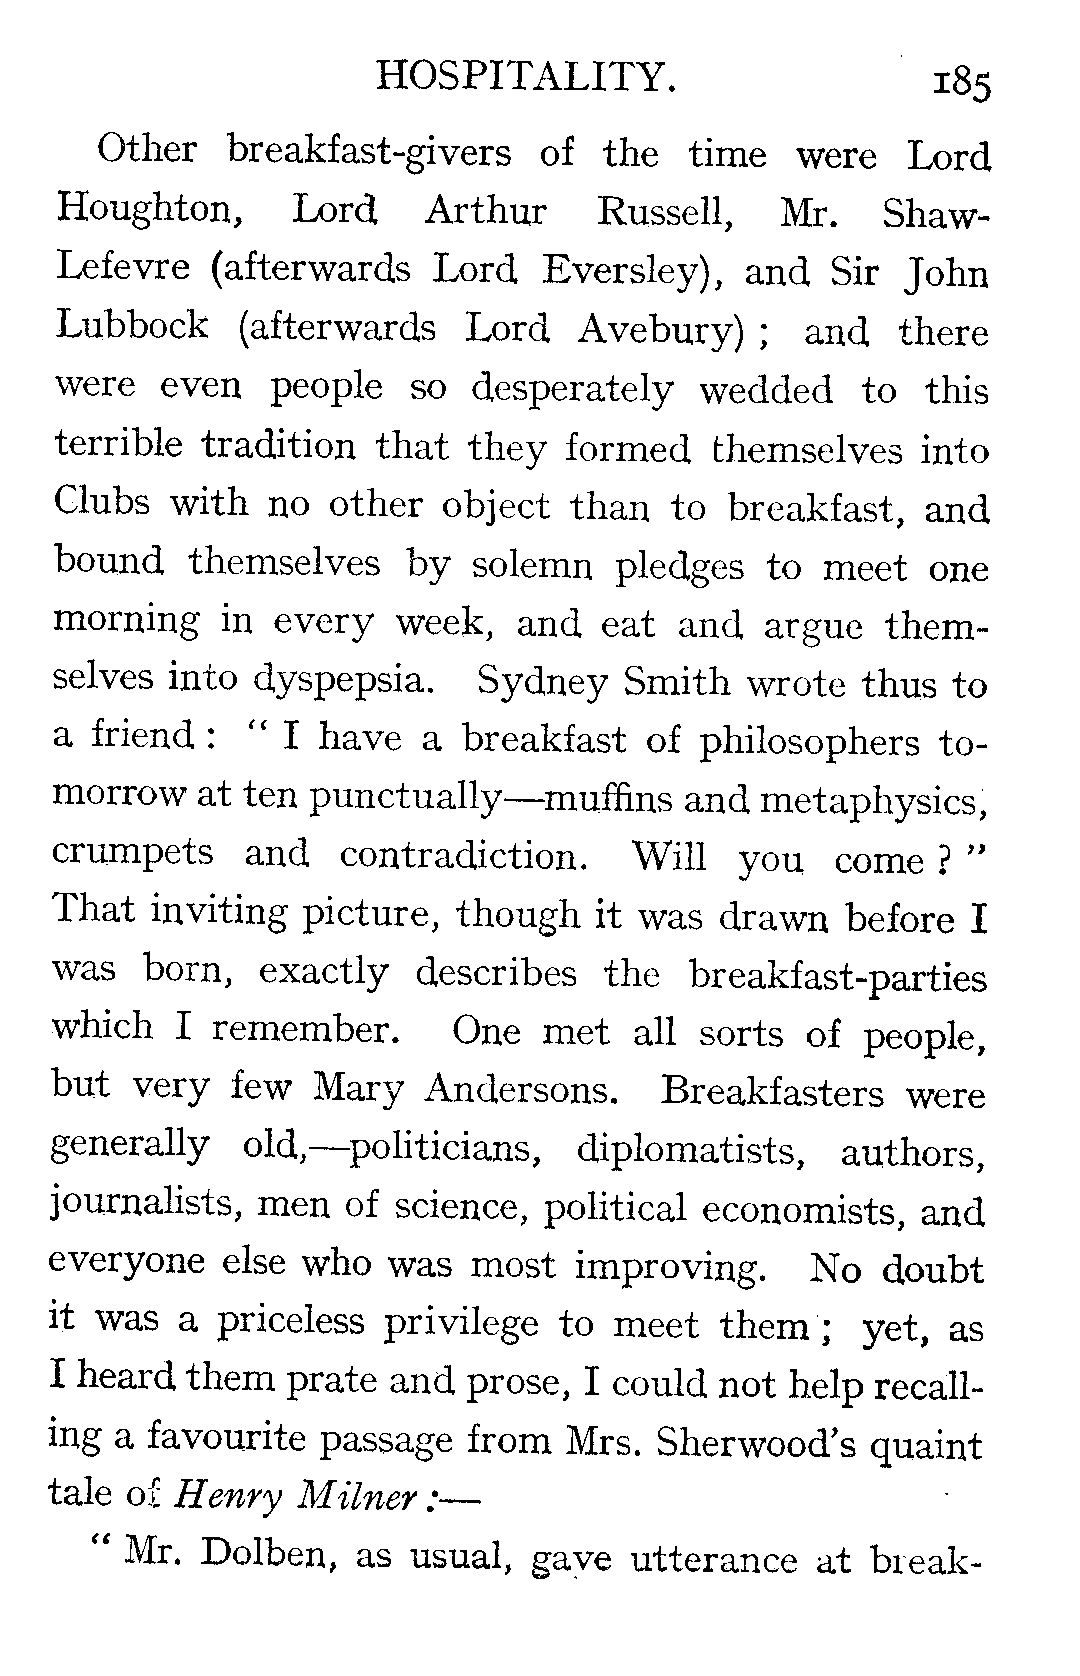 HOSPITALITY. 185
Other breakfast-givers of the time were Lord
Houghton, Lord Arthur Russell, Mr. Shaw-
Lefevre (afterwards Lord Eversley), and Sir John
Lubbock (afterwards Lord Avebury) ; and there
were even people so desperately wedded to this
terrible tradition that they formed themselves into
Clubs with no other object than to breakfast, and
bound themselves by solemn pledges to meet one
morning in every week, and eat and argue them-
selves into dyspepsia. Sydney Smith wrote thus to
a friend : " I have a breakfast of philosophers to-
morrow at ten punctually—muffins and metaphysics,
crumpets and contradiction. Will you come ? "
That inviting picture, though it was drawn before I
was born, exactly describes the breakfast-parties
which I remember. One met all sorts of people,
but very few Mary Andersons. Breakfasters were
generally old,—politicians, diplomatists, authors,
journalists, men of science, political economists, and
everyone else who was most improving. No doubt
it was a priceless privilege to meet them ; yet, as
I heard them prate and prose, I could not help recall-
ing a favourite passage from Mrs. Sherwood's quaint
tale of Henry Milner :—
" Mr. Dolben, as usual, gave utterance at break-